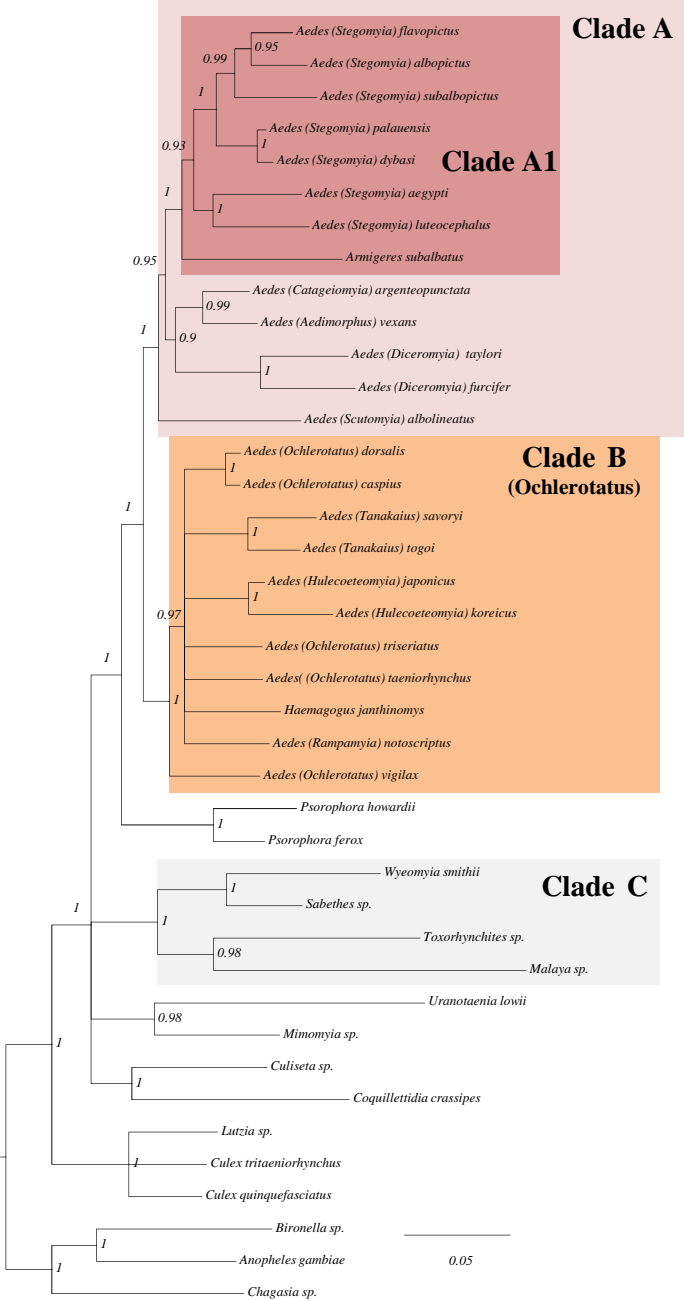 Clade A
Aedes (Stegomyia) flavopictus
0.95
0.99
Aedes (Stegomyia) albopictus
1
Aedes (Stegomyia) subalbopictus
Aedes (Stegomyia) palauensis
1
0.93
Aedes (Stegomyia) dybasi
Clade A1
1
Aedes (Stegomyia) aegypti
1
Aedes (Stegomyia) luteocephalus
0.95
Armigeres subalbatus
Aedes (Catageiomyia) argenteopunctata
0.99
1
Aedes (Aedimorphus) vexans
0.9
Aedes (Diceromyia) taylori
1
Aedes (Diceromyia) furcifer
Aedes (Scutomyia) albolineatus
Aedes (Ochlerotatus) dorsalis
Clade B
1
Aedes (Ochlerotatus) caspius
(Ochlerotatus)
1
Aedes (Tanakaius) savoryi
1
Aedes (Tanakaius) togoi
Aedes (Hulecoeteomyia) japonicus
1
0.97
Aedes (Hulecoeteomyia) koreicus
Aedes (Ochlerotatus) triseriatus
1
Aedes( (Ochlerotatus) taeniorhynchus
1
Haemagogus janthinomys
Aedes (Rampamyia) notoscriptus
Aedes (Ochlerotatus) vigilax
Psorophora howardii
1
Psorophora ferox
Wyeomyia smithii
1
Clade C
Sabethes sp.
1
1
Toxorhynchites sp.
0.98
Malaya sp.
Uranotaenia lowii
0.98
Mimomyia sp.
1
Culiseta sp.
1
Coquillettidia crassipes
Lutzia sp.
1
Culex tritaeniorhynchus
Culex quinquefasciatus
Bironella sp.
1
Anopheles gambiae
0.05
1
Chagasia sp.